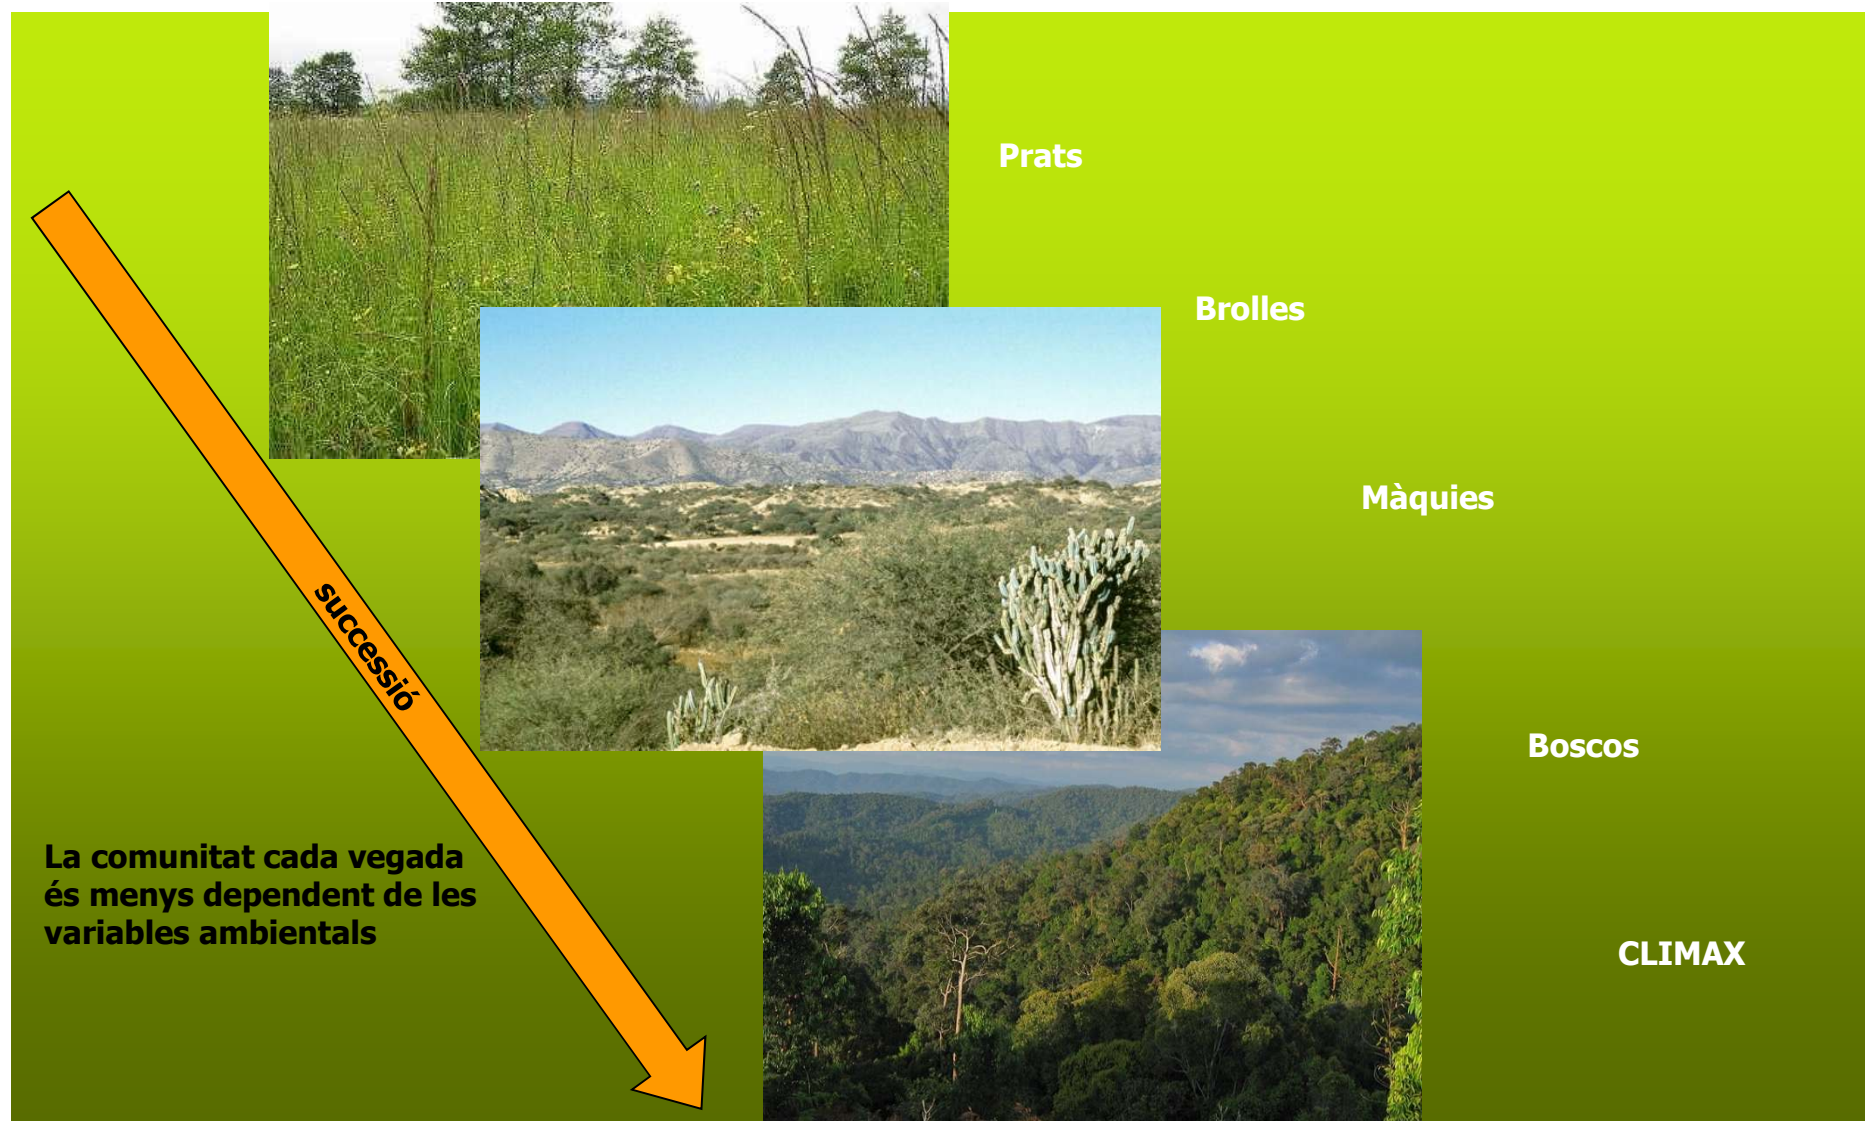 Prats
Brolles
Màquies
successió
Boscos
La comunitat cada vegada
és menys dependent de les
variables ambientals
CLIMAX